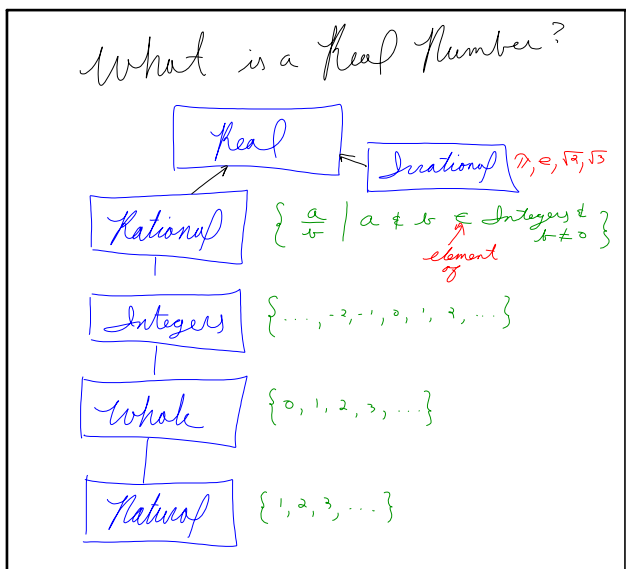 What is a Real Number?
Real
Irrational π, e, √2, √3
Rational { a/b | a & b ∈ Integers &
b ≠ 0 }
element
of
Integers {..., -2, -1, 0, 1, 2, ...}
Whole {0, 1, 2, 3, ...}
Natural {1, 2, 3, ...}